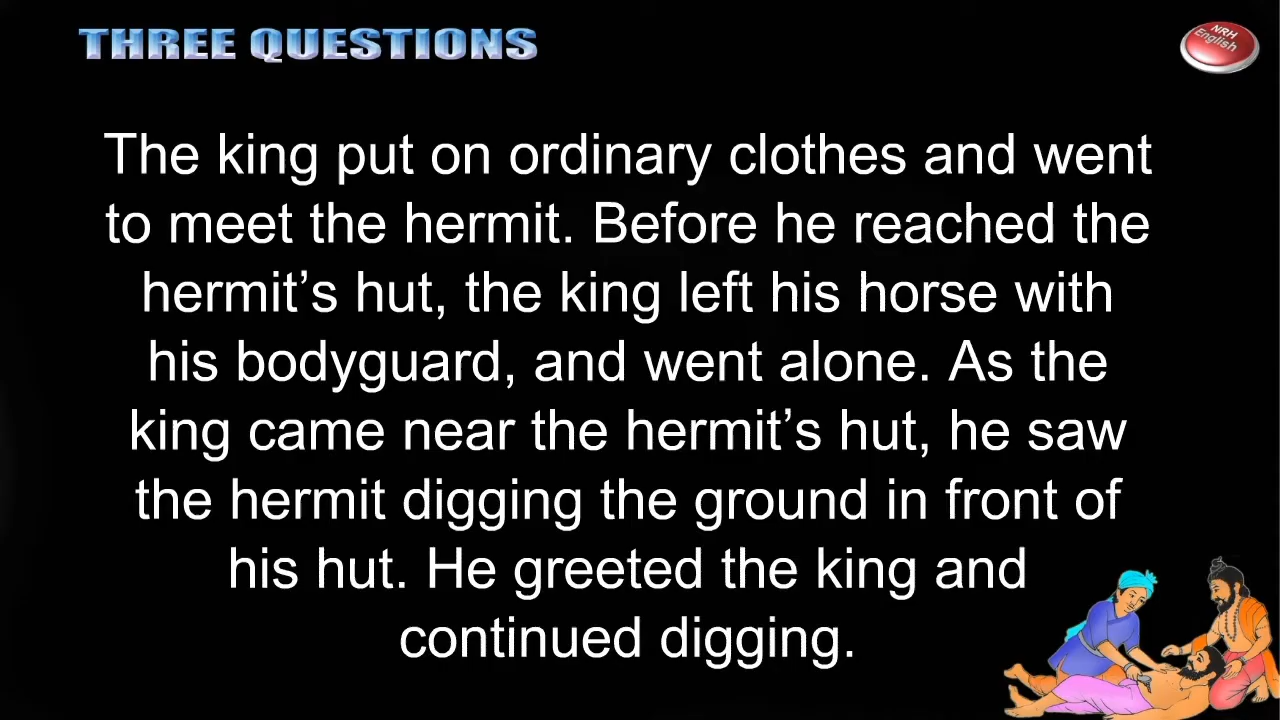 THREE QUESTIONS
NRH
English
The king put on ordinary clothes and went
to meet the hermit. Before he reached the
hermit’s hut, the king left his horse with
his bodyguard, and went alone. As the
king came near the hermit’s hut, he saw
the hermit digging the ground in front of
his hut. He greeted the king and
continued digging.